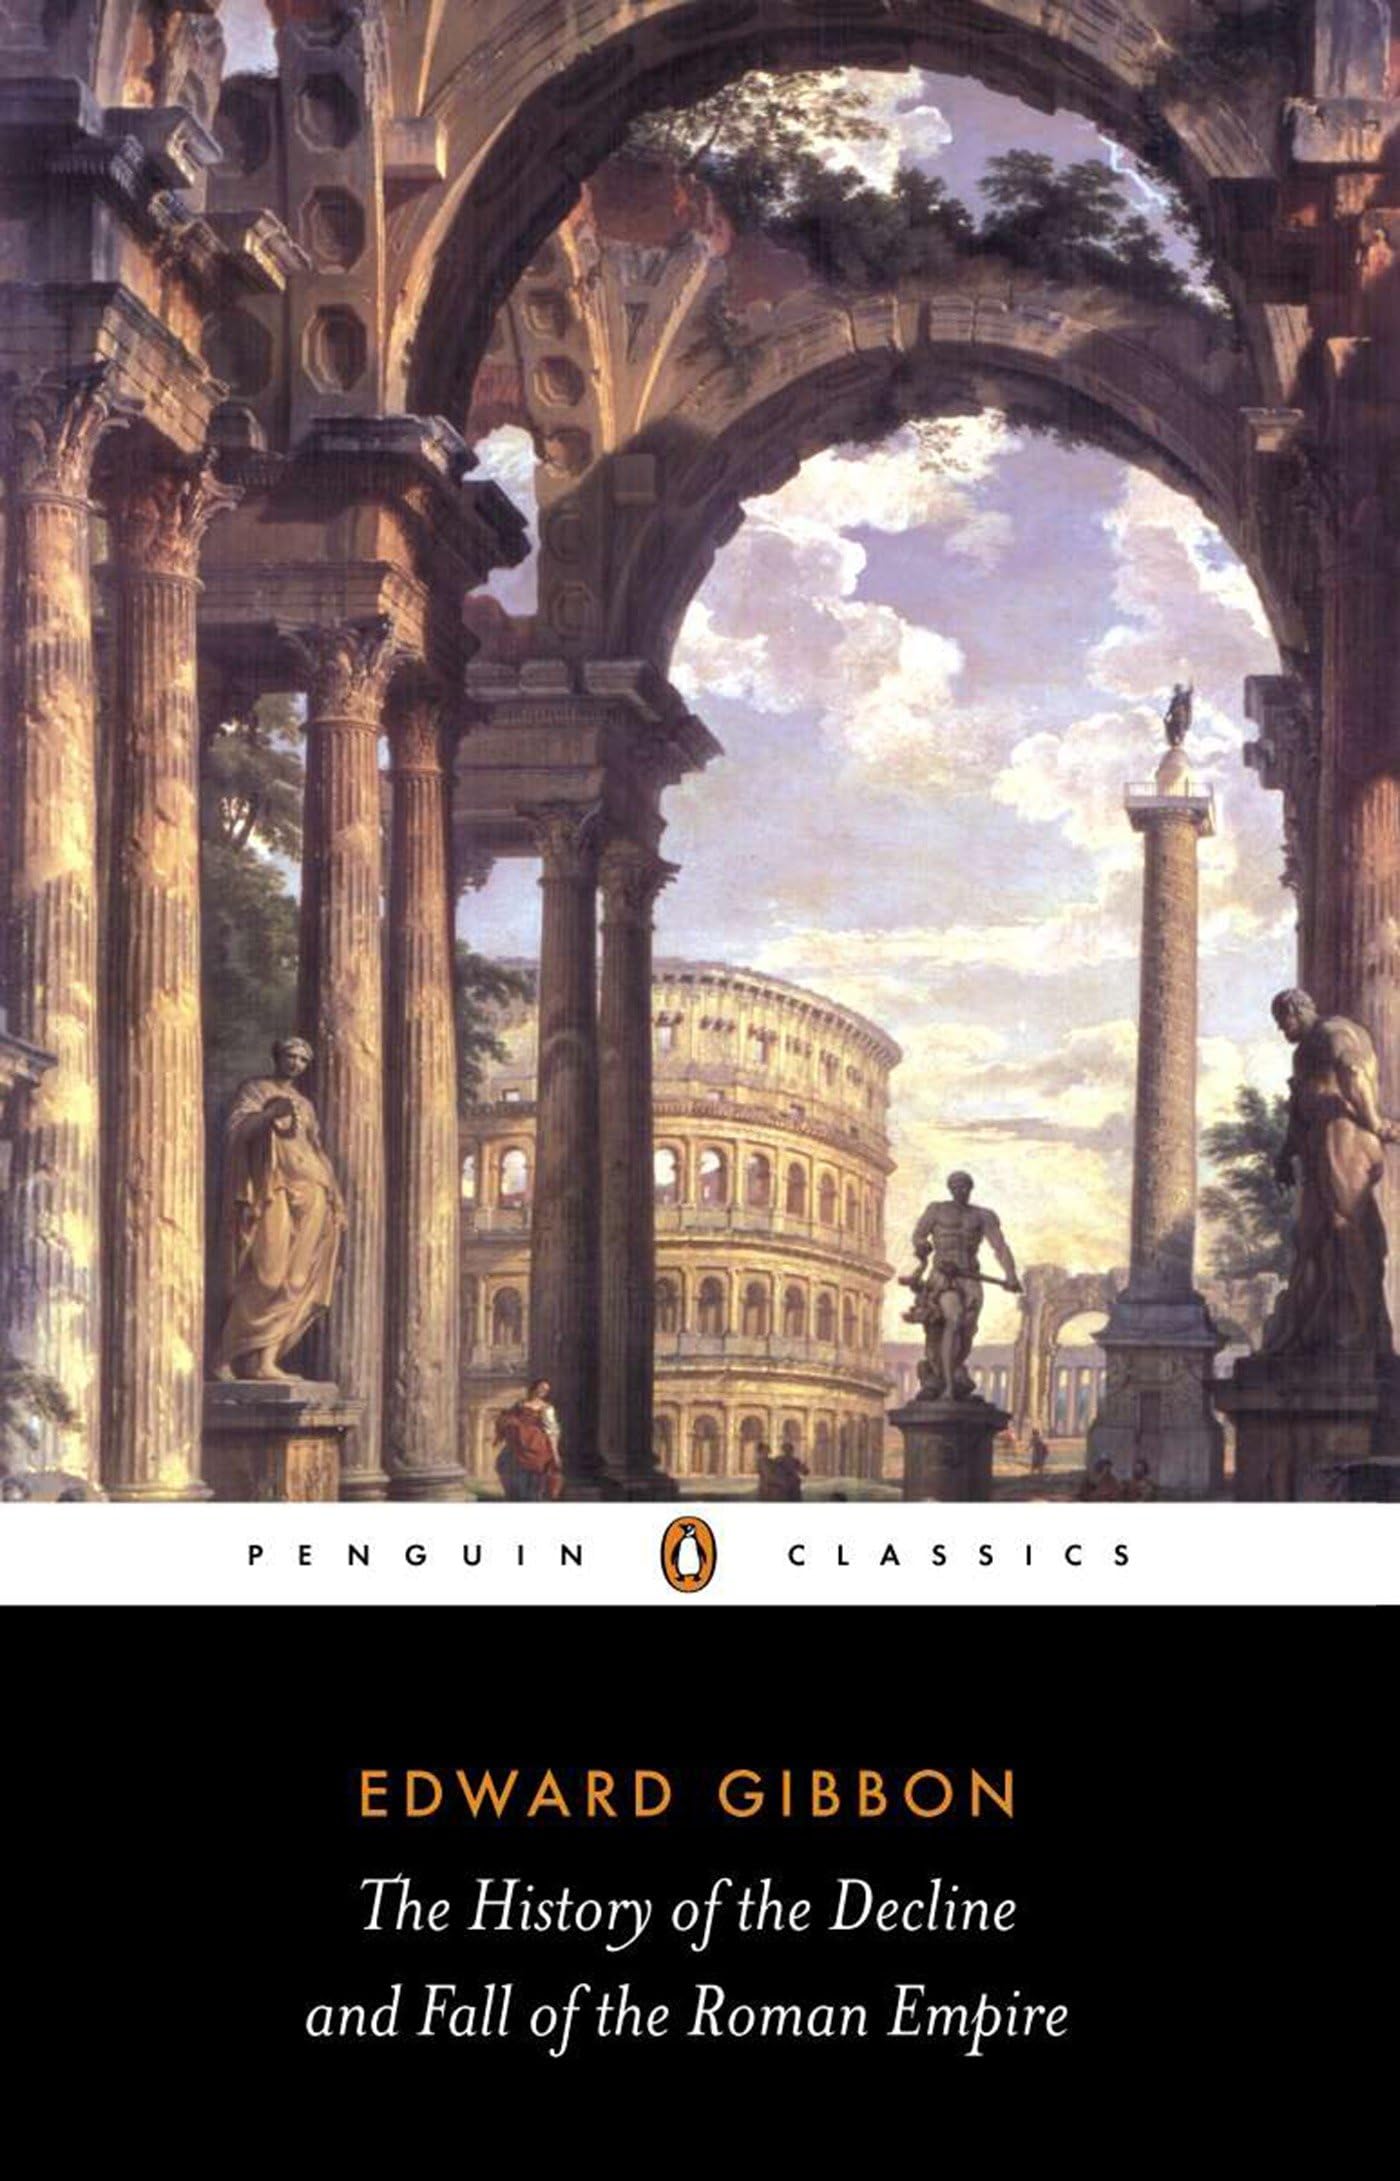 PENGUIN CLASSICS
EDWARD GIBBON
The History of the Decline
and Fall of the Roman Empire